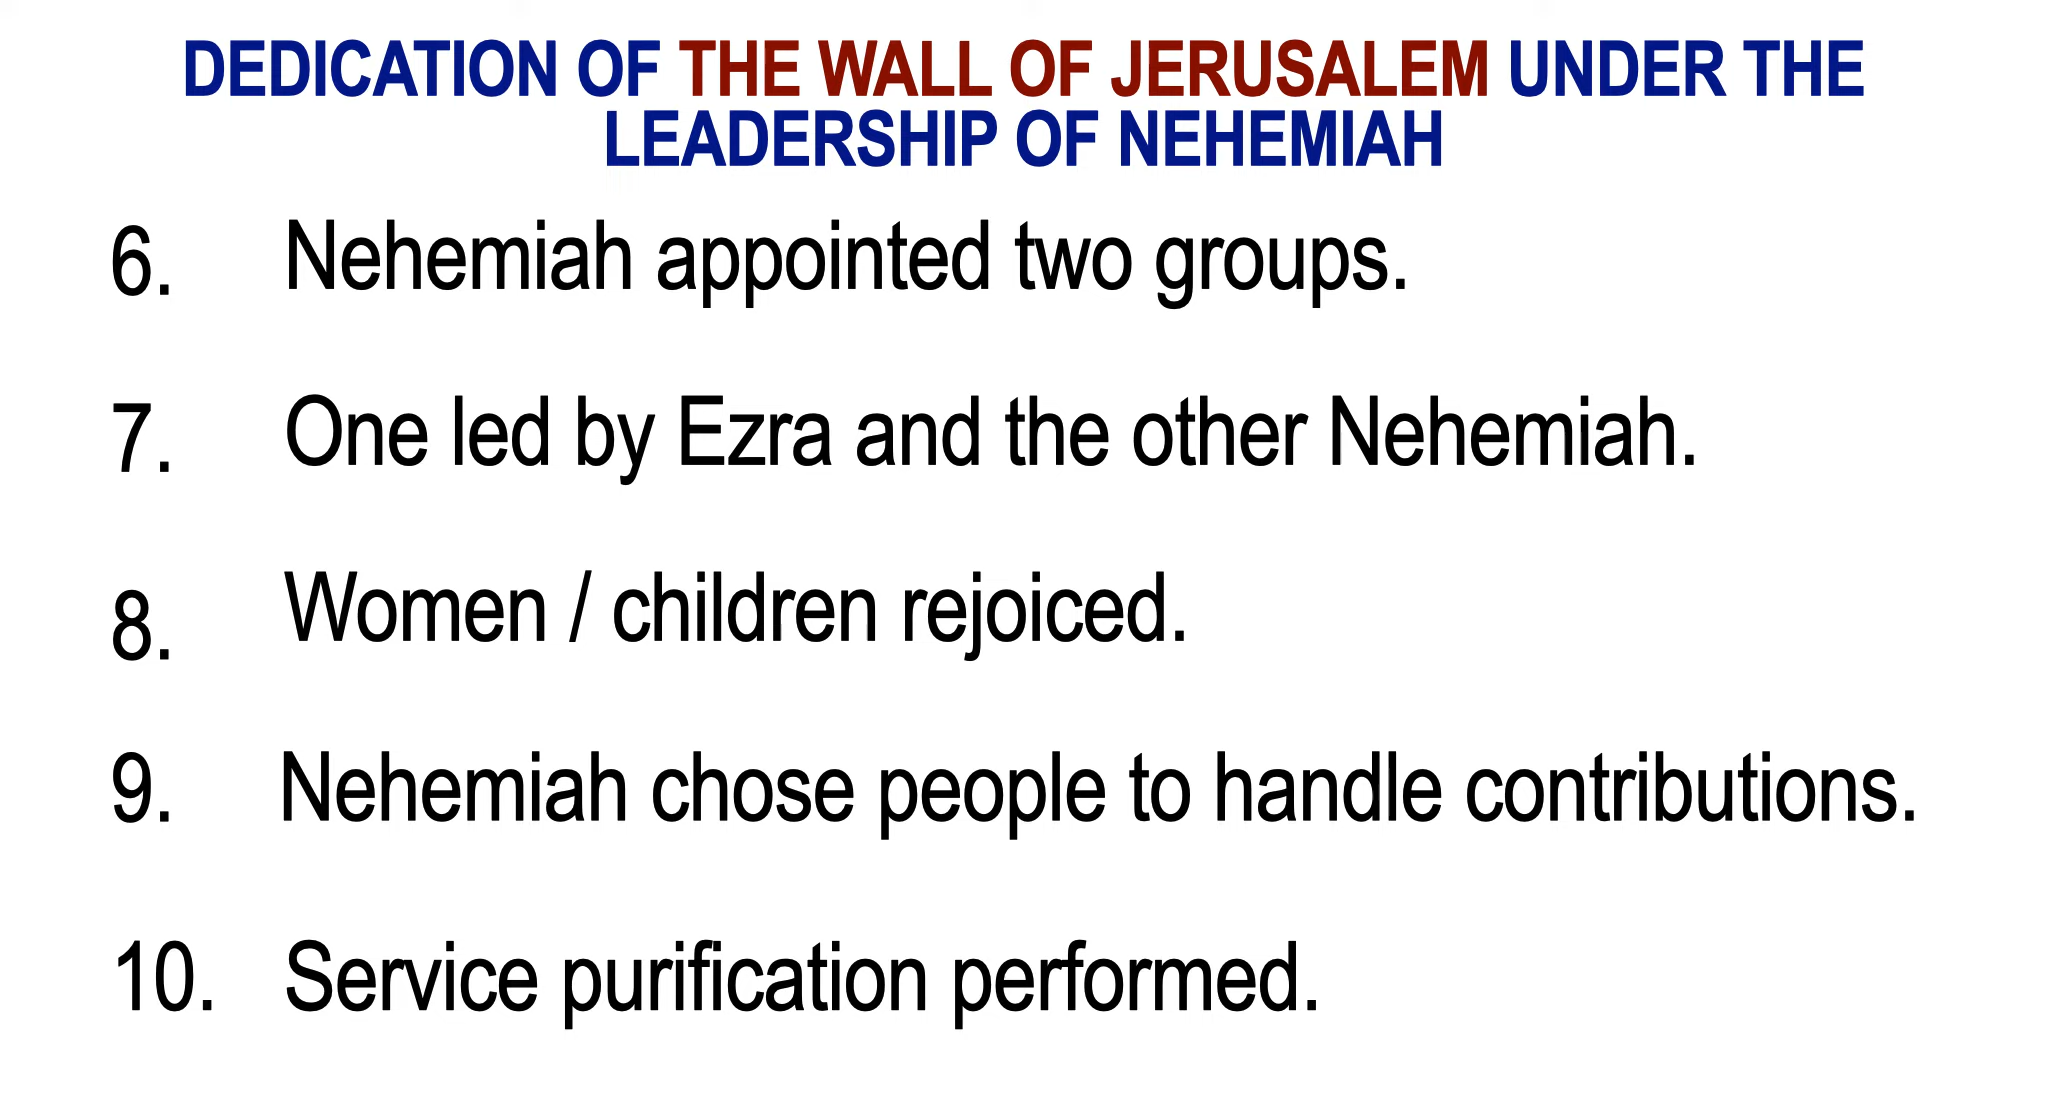 DEDICATION OF THE WALL OF JERUSALEM UNDER THE
LEADERSHIP OF NEHEMIAH
6. Nehemiah appointed two groups.
7. One led by Ezra and the other Nehemiah.
8. Women / children rejoiced.
9. Nehemiah chose people to handle contributions.
10. Service purification performed.